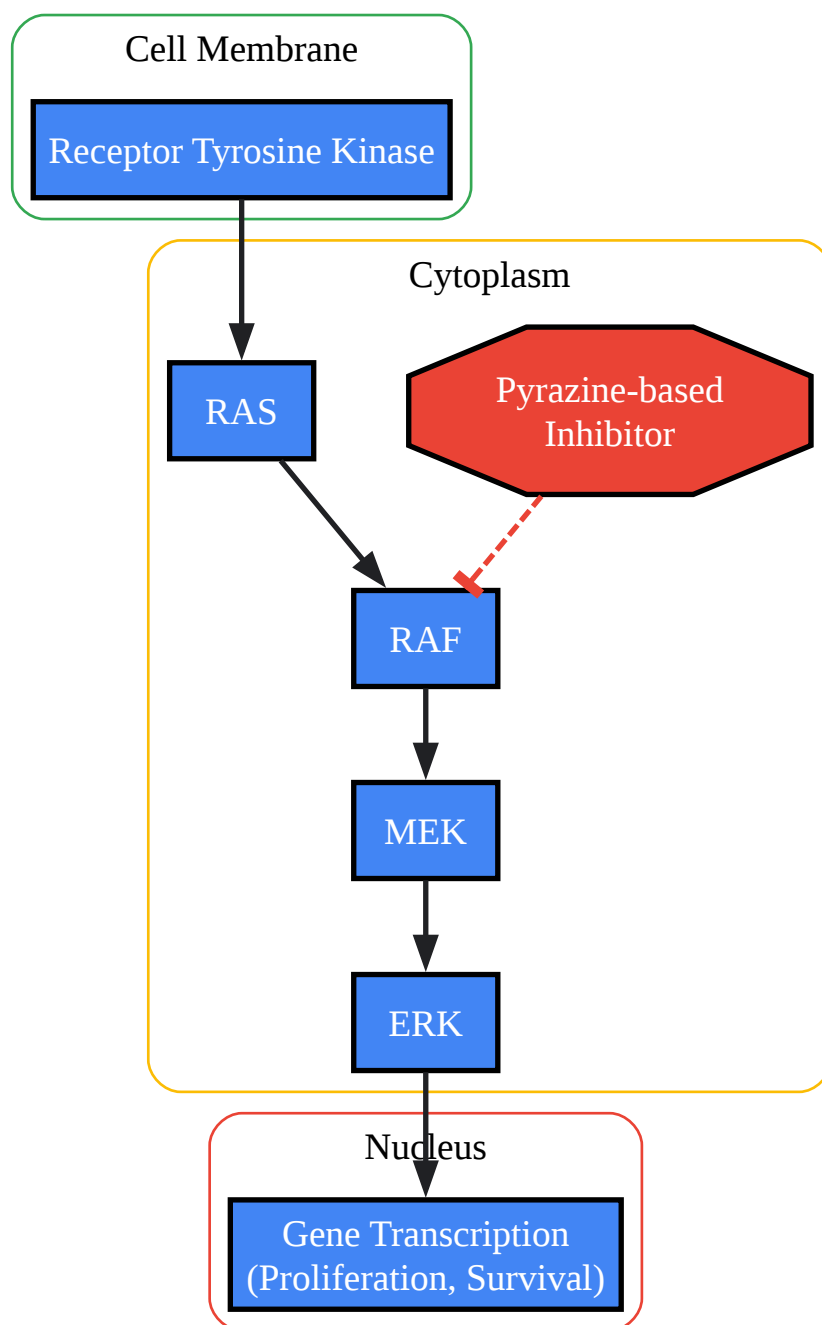 Cell Membrane
Receptor Tyrosine Kinase
Cytoplasm
RAS
Pyrazine-based
Inhibitor
RAF
MEK
ERK
Nucleus
Gene Transcription
(Proliferation, Survival)